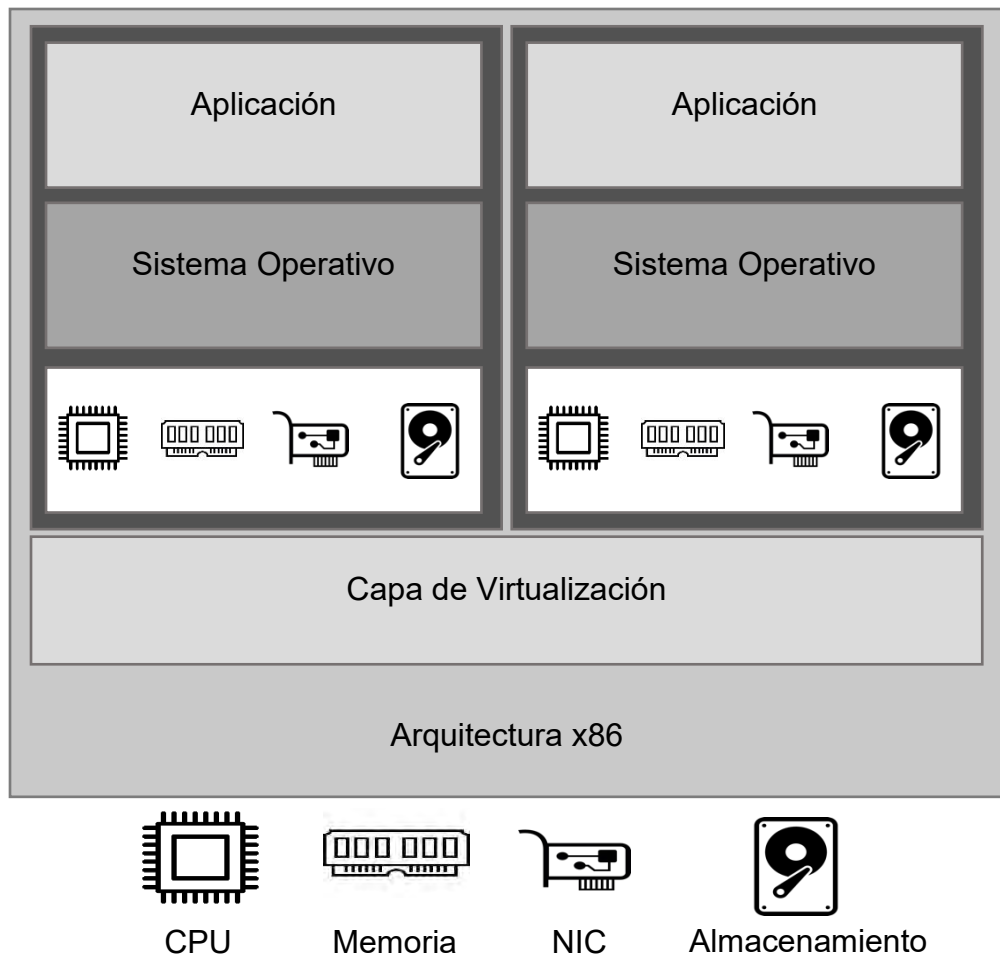 Aplicación
Aplicación
Sistema Operativo
Sistema Operativo
Capa de Virtualización
Arquitectura x86
CPU
Memoria
NIC
Almacenamiento